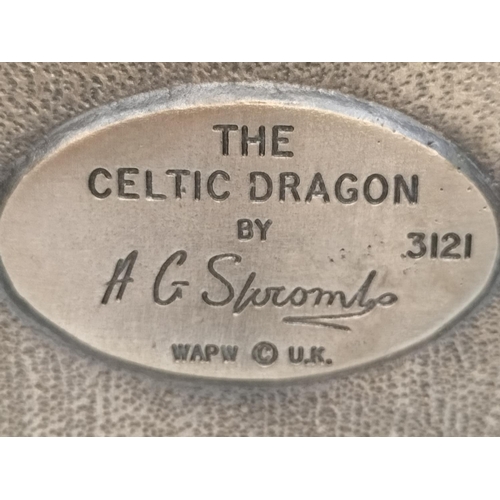 THE
CELTIC DRAGON
BY
3121
A G Slocombe
WAPW © U.K.